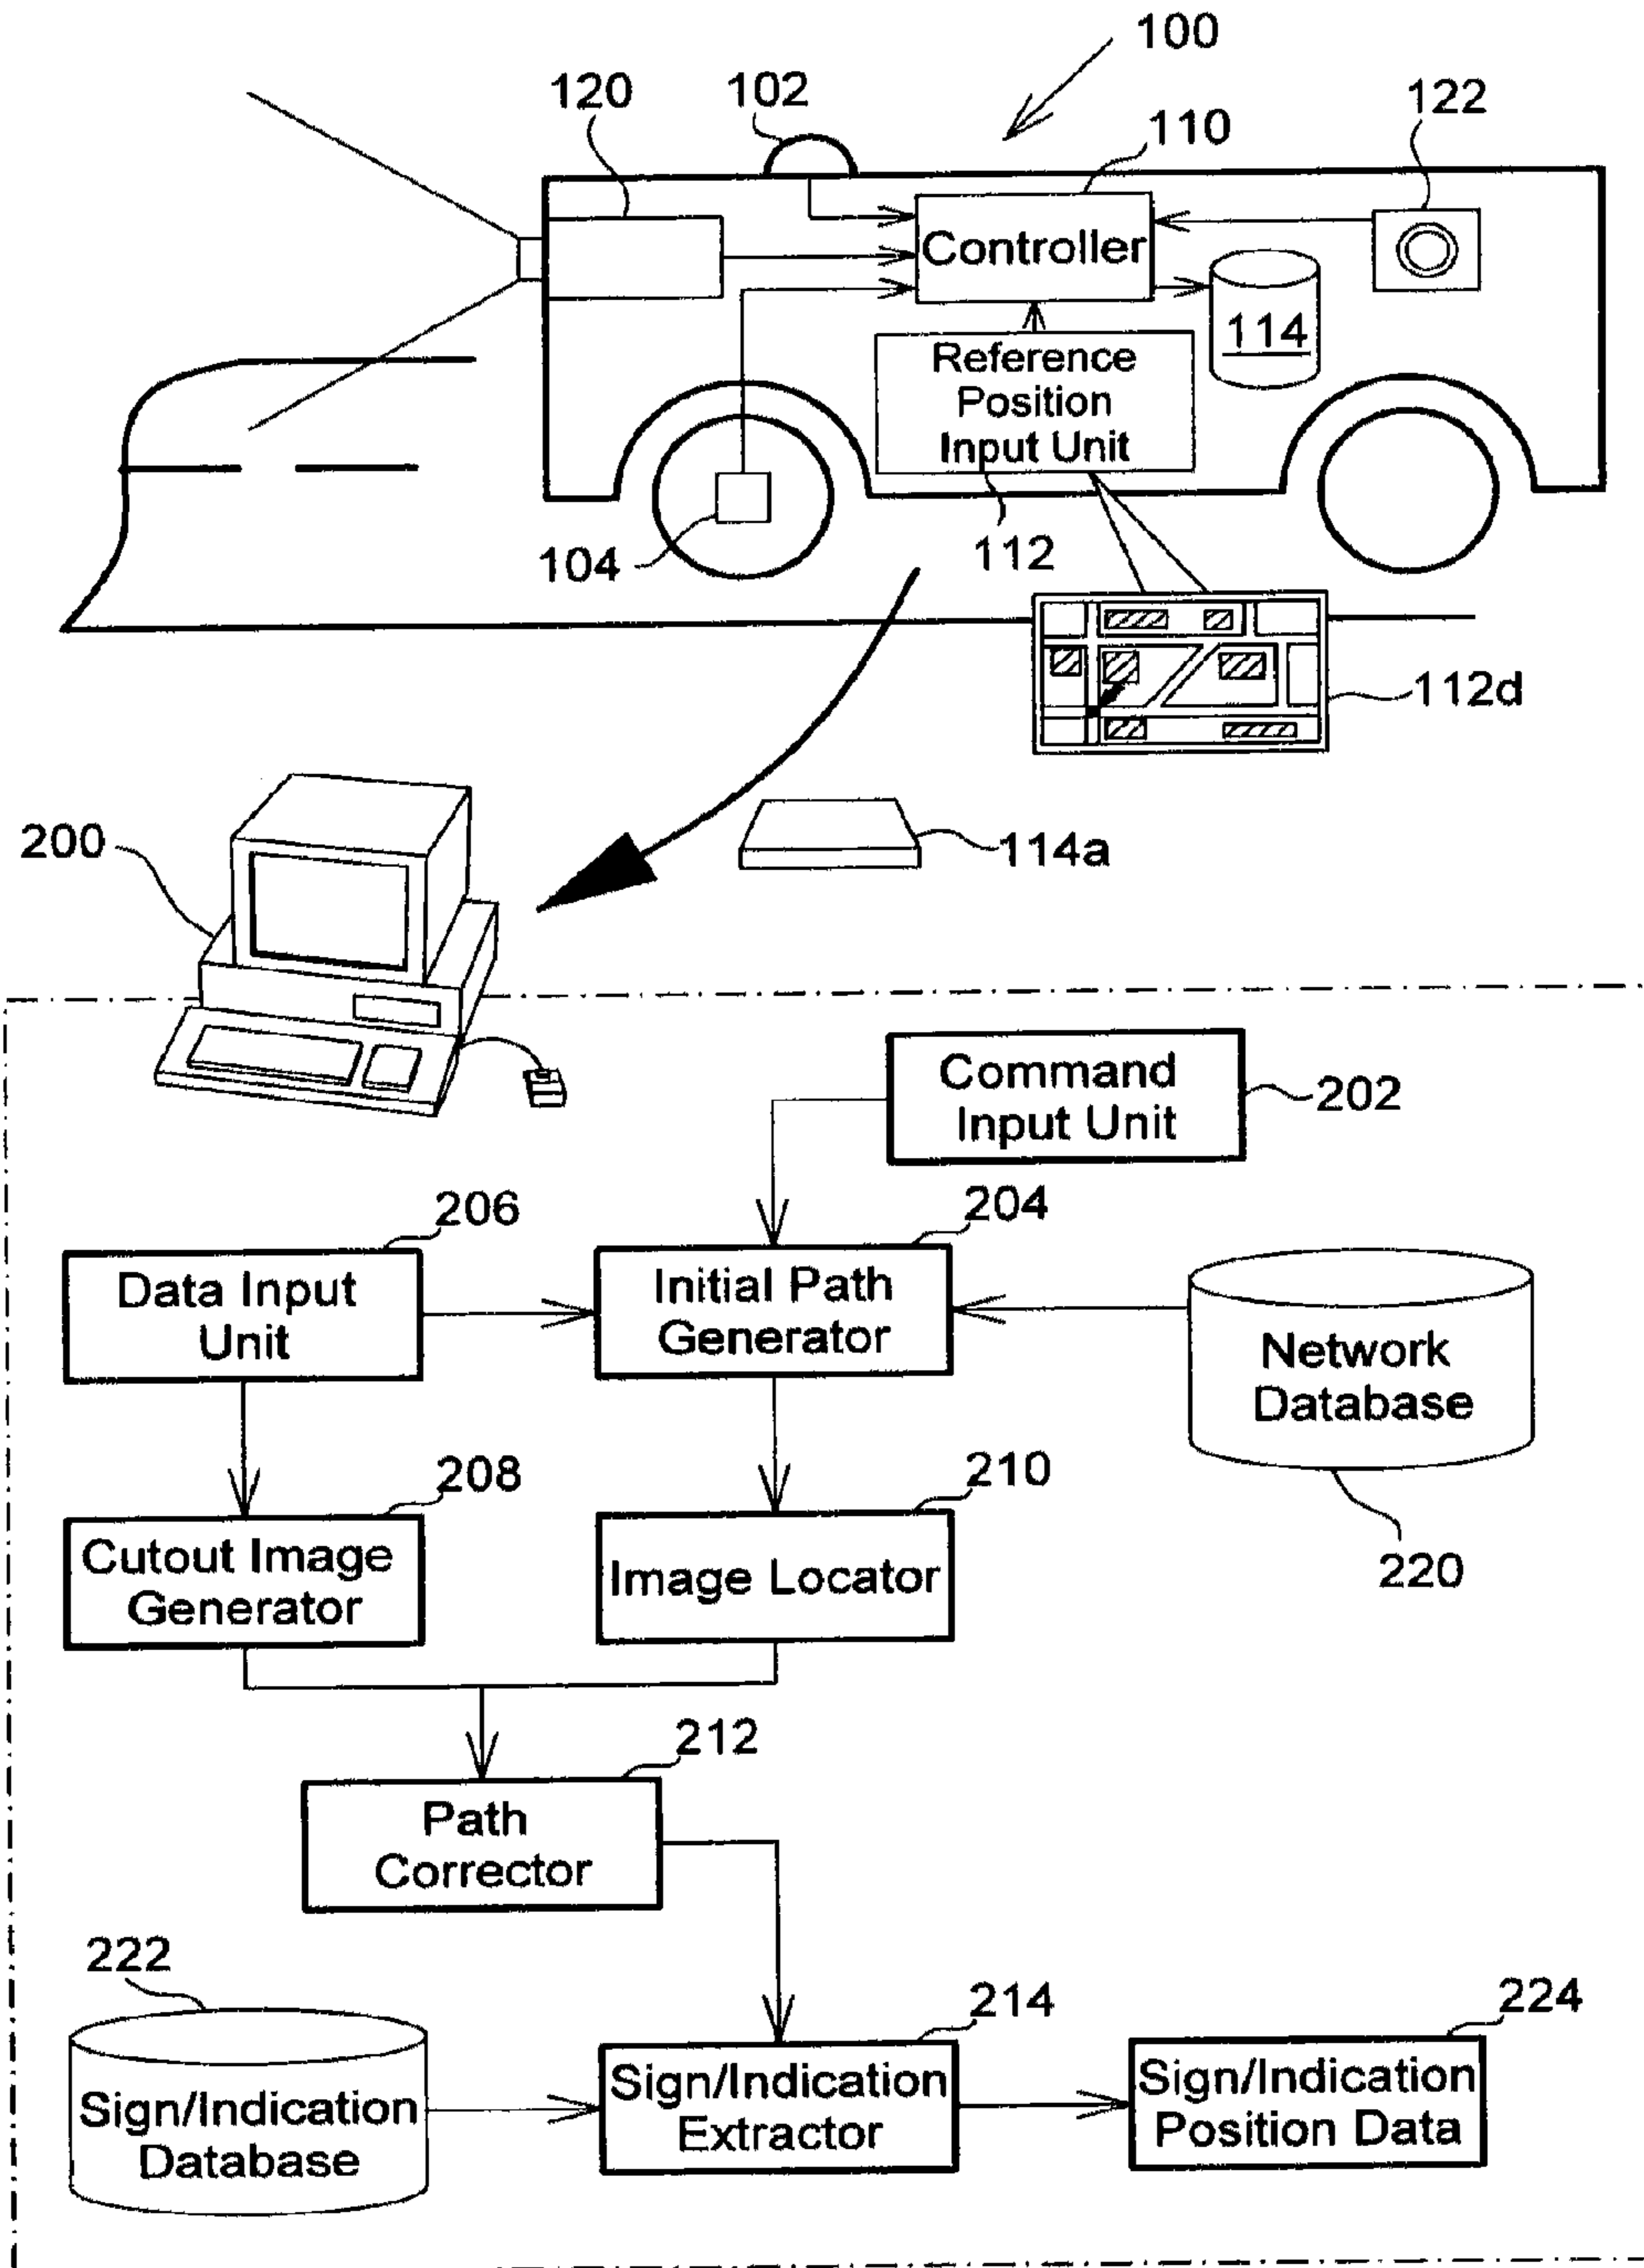 100
120
102
110
122
Controller
114
Reference
Position
Input Unit
104
112
112d
200
114a
Command
Input Unit
202
206
204
Data Input
Unit
Initial Path
Generator
Network
Database
208
210
220
Cutout Image
Generator
Image Locator
212
Path
Corrector
222
214
224
Sign/Indication
Database
Sign/Indication
Extractor
Sign/Indication
Position Data